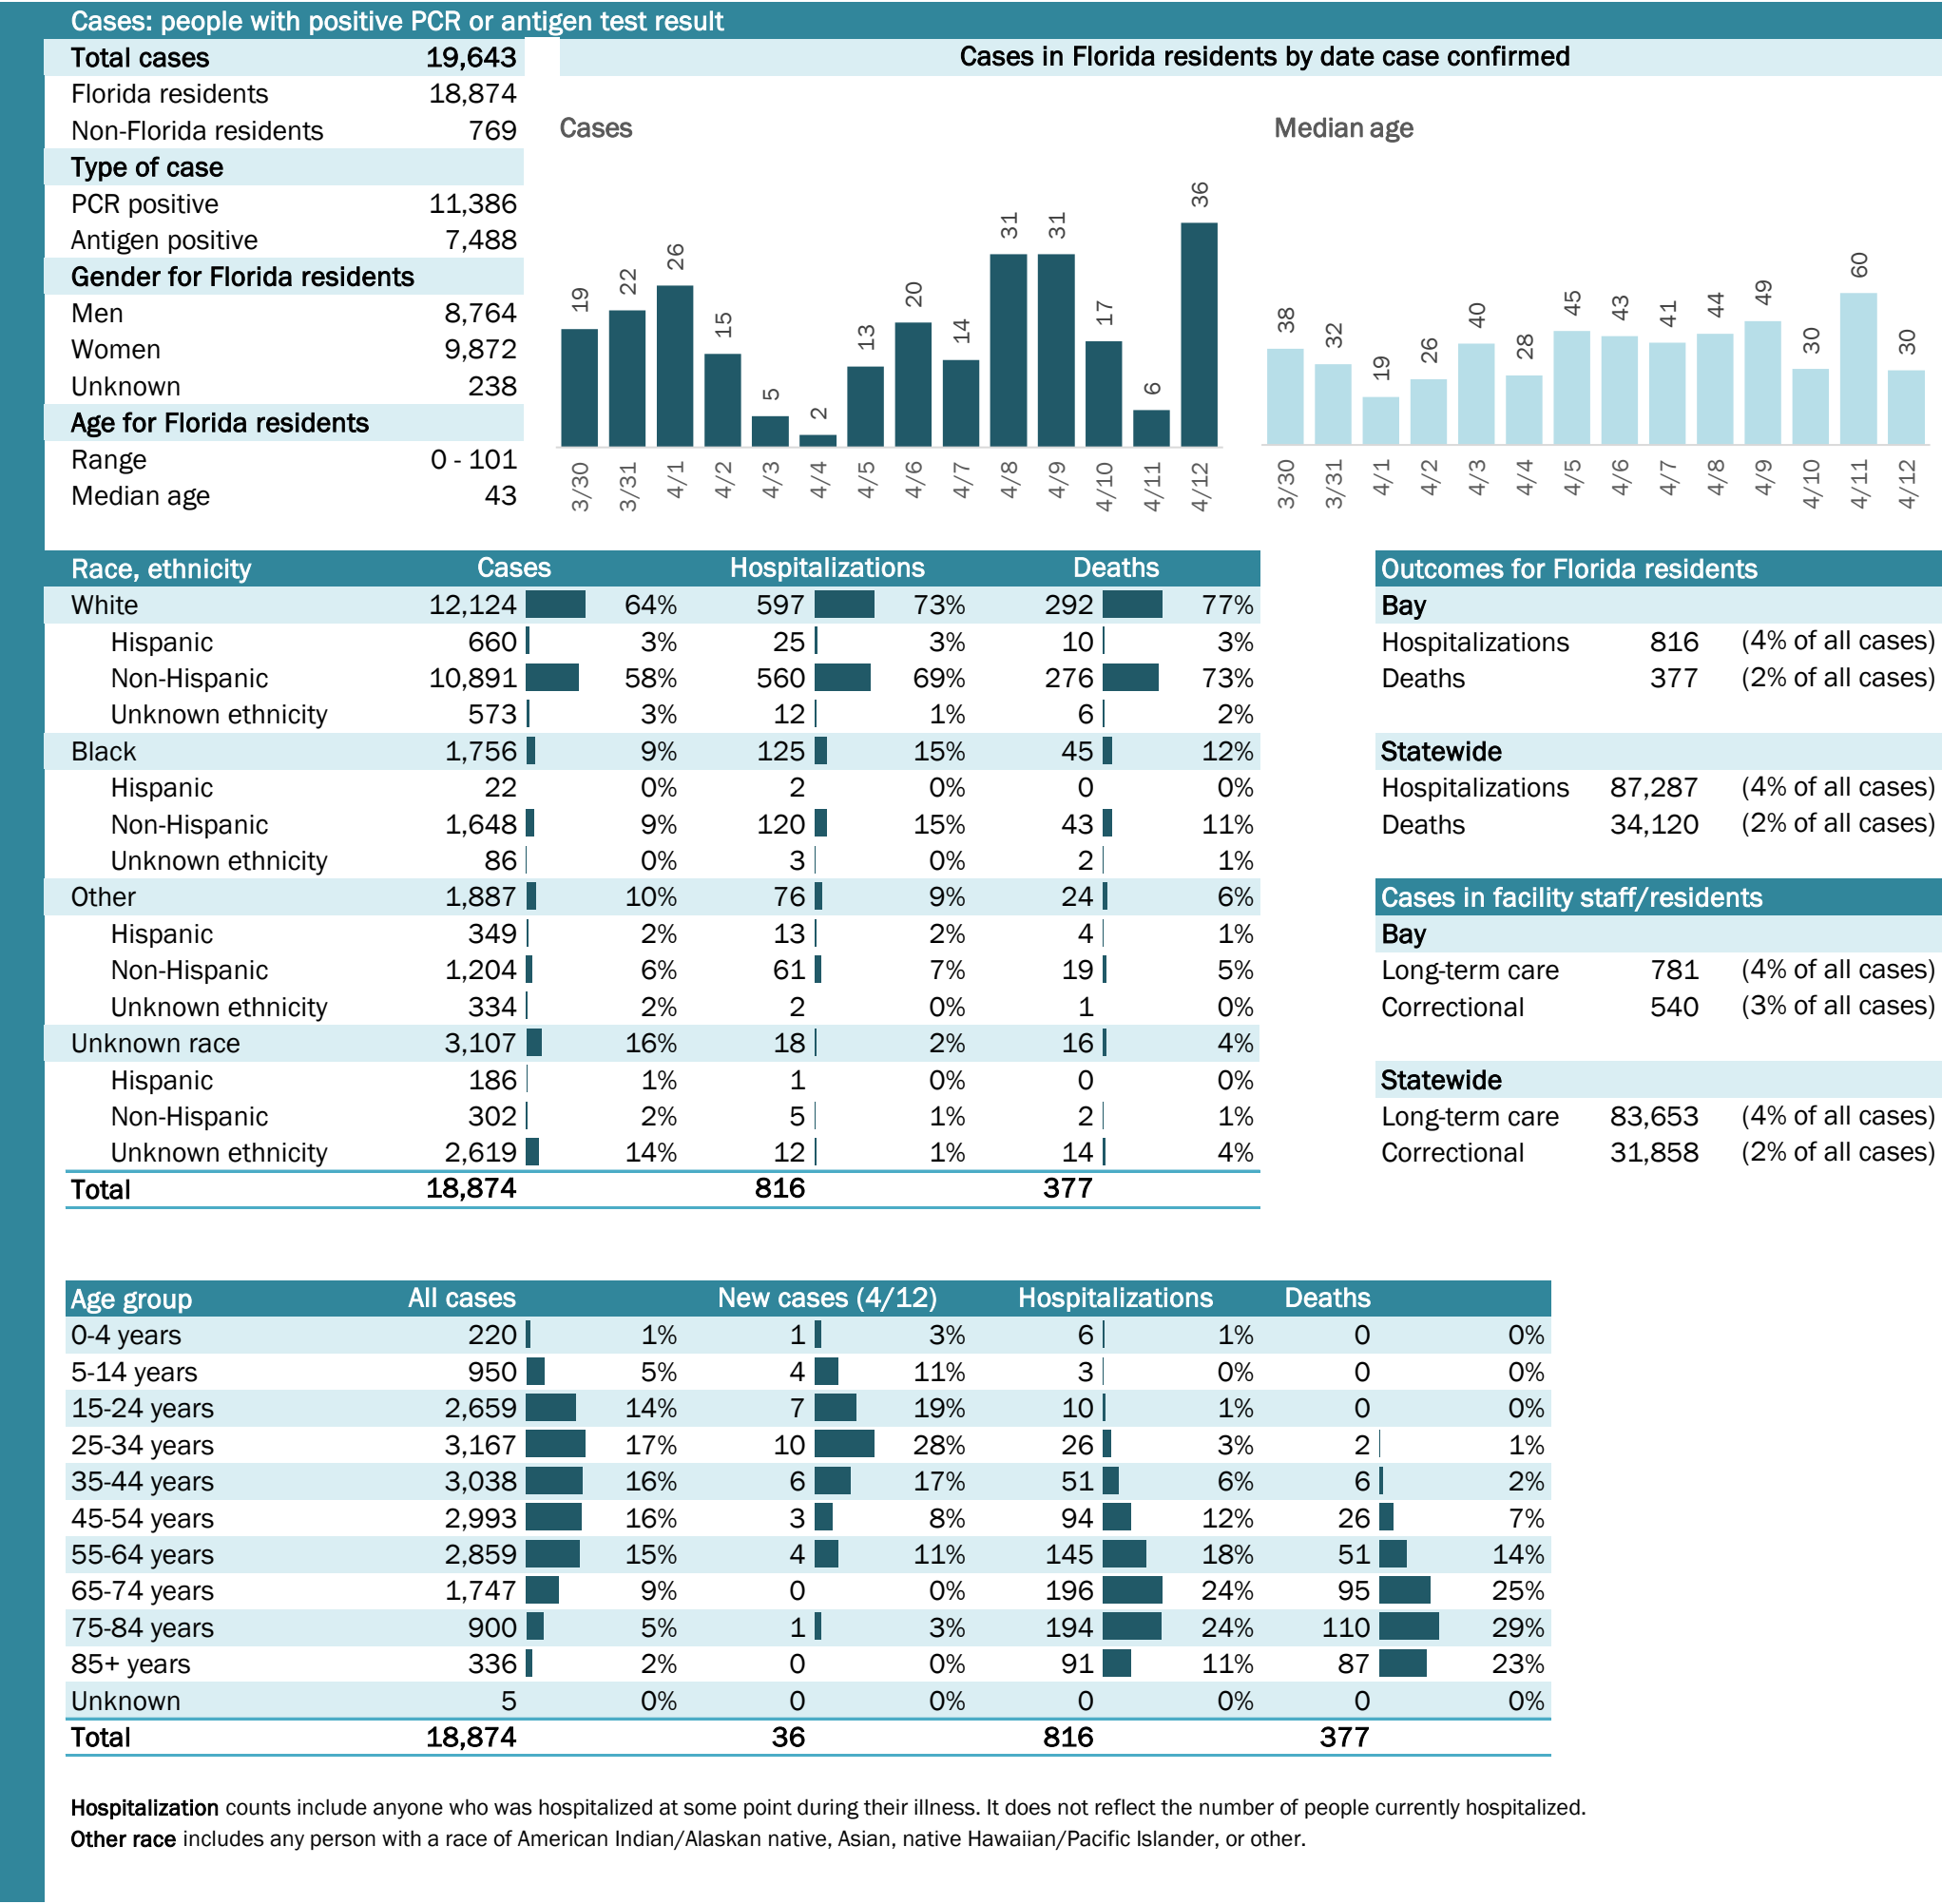 Cases: people with positive PCR or antigen test result
Total cases 19,643
Florida residents 18,874
Non-Florida residents 769
Type of case
PCR positive 11,386
Antigen positive 7,488
Gender for Florida residents
Men 8,764
Women 9,872
Unknown 238
Age for Florida residents
Range 0 - 101
Median age 43
Cases in Florida residents by date case confirmed
Cases
19 22 26 15 5 2 13 20 14 31 31 17 6 36
3/30 3/31 4/1 4/2 4/3 4/4 4/5 4/6 4/7 4/8 4/9 4/10 4/11 4/12
Median age
38 32 19 26 40 28 45 43 41 44 49 30 60 30
3/30 3/31 4/1 4/2 4/3 4/4 4/5 4/6 4/7 4/8 4/9 4/10 4/11 4/12
Race, ethnicity Cases Hospitalizations Deaths
White 12,124 64% 597 73% 292 77%
Hispanic 660 3% 25 3% 10 3%
Non-Hispanic 10,891 58% 560 69% 276 73%
Unknown ethnicity 573 3% 12 1% 6 2%
Black 1,756 9% 125 15% 45 12%
Hispanic 22 0% 2 0% 0 0%
Non-Hispanic 1,648 9% 120 15% 43 11%
Unknown ethnicity 86 0% 3 0% 2 1%
Other 1,887 10% 76 9% 24 6%
Hispanic 349 2% 13 2% 4 1%
Non-Hispanic 1,204 6% 61 7% 19 5%
Unknown ethnicity 334 2% 2 0% 1 0%
Unknown race 3,107 16% 18 2% 16 4%
Hispanic 186 1% 1 0% 0 0%
Non-Hispanic 302 2% 5 1% 2 1%
Unknown ethnicity 2,619 14% 12 1% 14 4%
Total 18,874 816 377
Outcomes for Florida residents
Bay
Hospitalizations 816 (4% of all cases)
Deaths 377 (2% of all cases)
Statewide
Hospitalizations 87,287 (4% of all cases)
Deaths 34,120 (2% of all cases)
Cases in facility staff/residents
Bay
Long-term care 781 (4% of all cases)
Correctional 540 (3% of all cases)
Statewide
Long-term care 83,653 (4% of all cases)
Correctional 31,858 (2% of all cases)
Age group All cases New cases (4/12) Hospitalizations Deaths
0-4 years 220 1% 1 3% 6 1% 0 0%
5-14 years 950 5% 4 11% 3 0% 0 0%
15-24 years 2,659 14% 7 19% 10 1% 0 0%
25-34 years 3,167 17% 10 28% 26 3% 2 1%
35-44 years 3,038 16% 6 17% 51 6% 6 2%
45-54 years 2,993 16% 3 8% 94 12% 26 7%
55-64 years 2,859 15% 4 11% 145 18% 51 14%
65-74 years 1,747 9% 0 0% 196 24% 95 25%
75-84 years 900 5% 1 3% 194 24% 110 29%
85+ years 336 2% 0 0% 91 11% 87 23%
Unknown 5 0% 0 0% 0 0% 0 0%
Total 18,874 36 816 377
Hospitalization counts include anyone who was hospitalized at some point during their illness. It does not reflect the number of people currently hospitalized.
Other race includes any person with a race of American Indian/Alaskan native, Asian, native Hawaiian/Pacific Islander, or other.